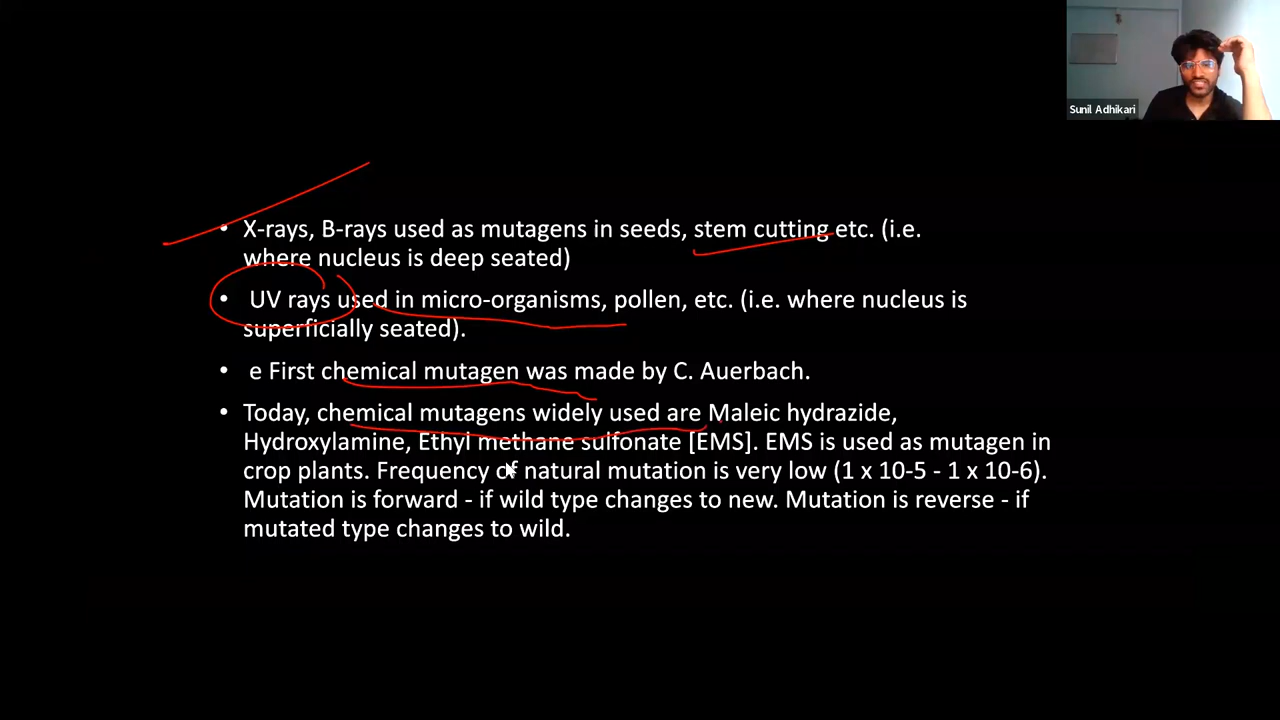 Sunil Adhikari
• X-rays, B-rays used as mutagens in seeds, stem cutting etc. (i.e.
where nucleus is deep seated)
• UV rays used in micro-organisms, pollen, etc. (i.e. where nucleus is
superficially seated).
• e First chemical mutagen was made by C. Auerbach.
• Today, chemical mutagens widely used are Maleic hydrazide,
Hydroxylamine, Ethyl methane sulfonate [EMS]. EMS is used as mutagen in
crop plants. Frequency of natural mutation is very low (1 x 10-5 - 1 x 10-6).
Mutation is forward - if wild type changes to new. Mutation is reverse - if
mutated type changes to wild.